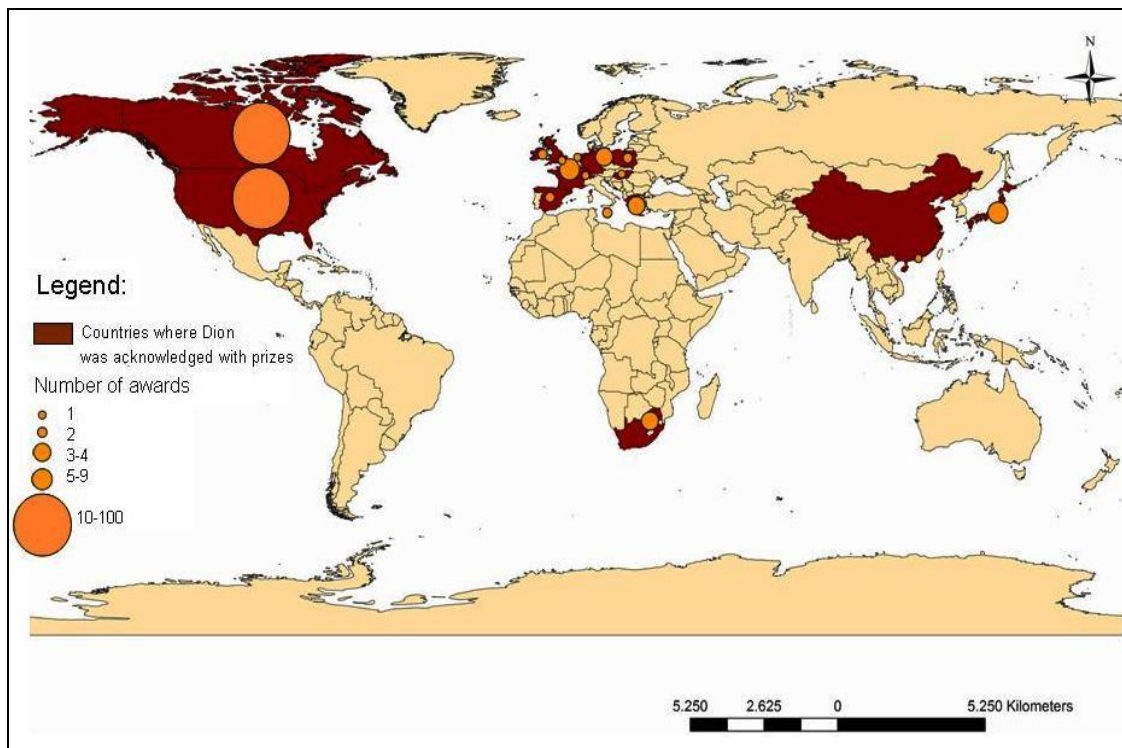 N
Legend:
Countries where Dion
was acknowledged with prizes
Number of awards
1
2
3-4
5-9
10-100
5.250 2.625 0 5.250 Kilometers